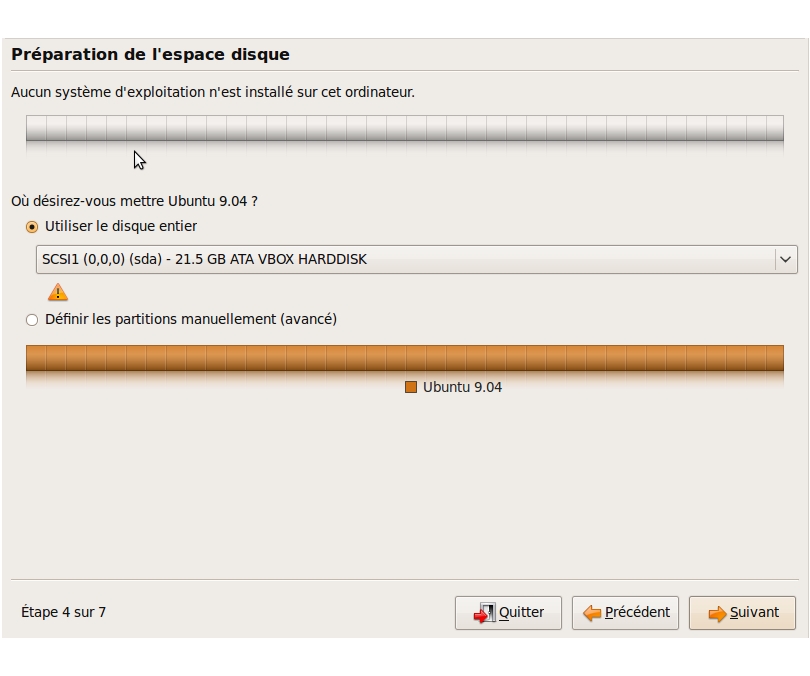 Préparation de l'espace disque
Aucun système d'exploitation n'est installé sur cet ordinateur.
Où désirez-vous mettre Ubuntu 9.04 ?
Utiliser le disque entier
SCSI1 (0,0,0) (sda) - 21.5 GB ATA VBOX HARDDISK
Définir les partitions manuellement (avancé)
Ubuntu 9.04
Étape 4 sur 7
Quitter
Précédent
Suivant